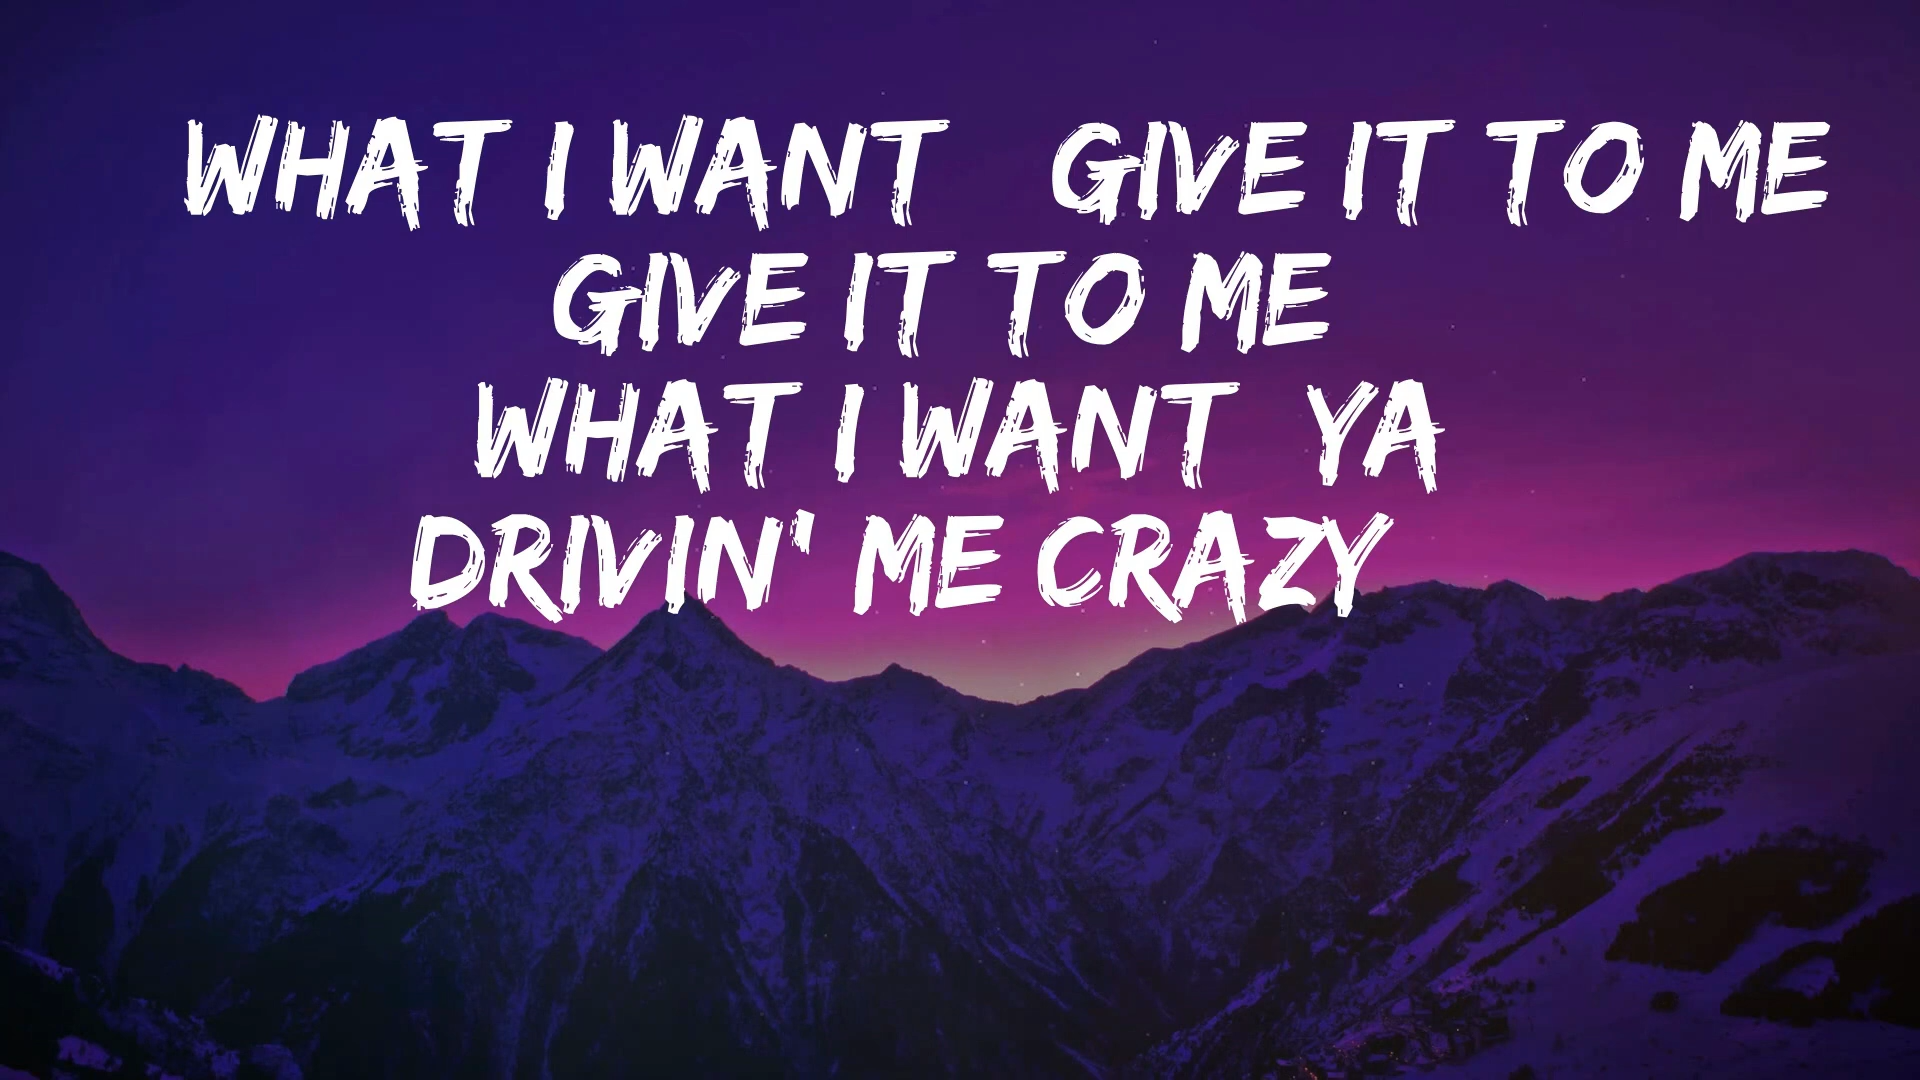 WHAT I WANT GIVE IT TO ME
GIVE IT TO ME
WHAT I WANT YA
DRIVIN' ME CRAZY